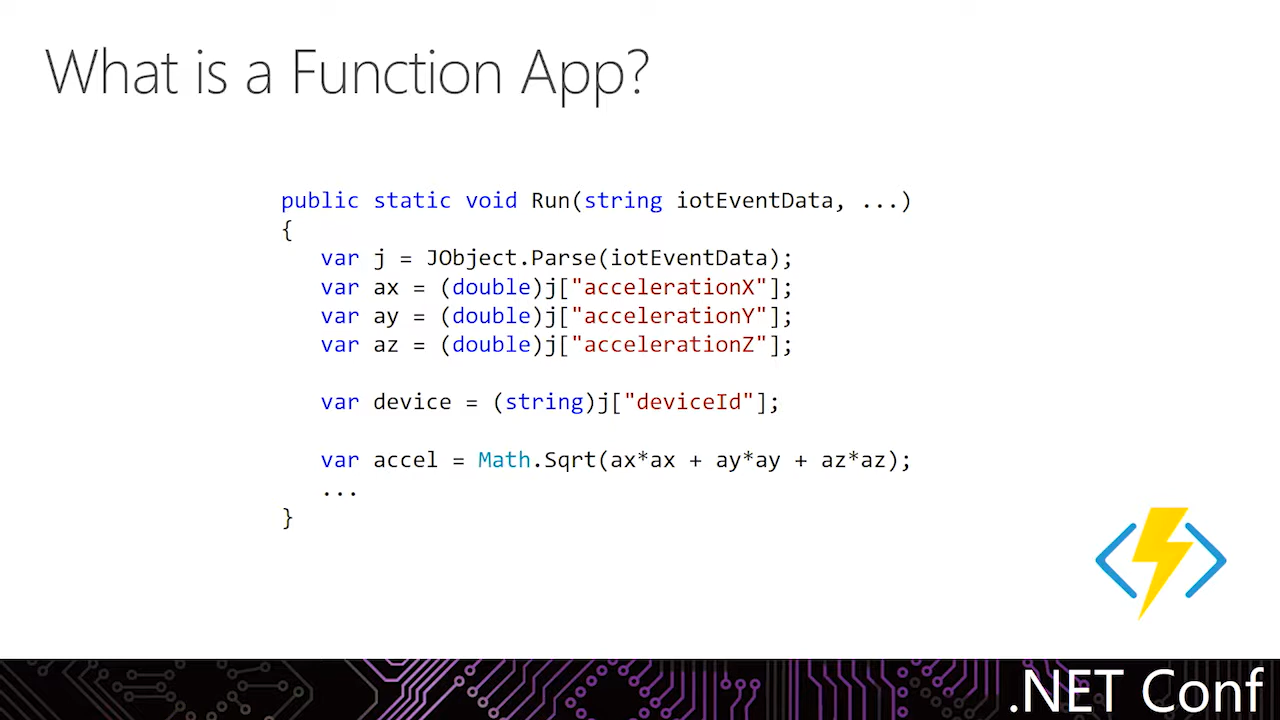 What is a Function App?
public static void Run(string iotEventData, ...)
{
var j = JObject.Parse(iotEventData);
var ax = (double)j["accelerationX"];
var ay = (double)j["accelerationY"];
var az = (double)j["accelerationZ"];
var device = (string)j["deviceId"];
var accel = Math.Sqrt(ax*ax + ay*ay + az*az);
...
}
.NET Conf